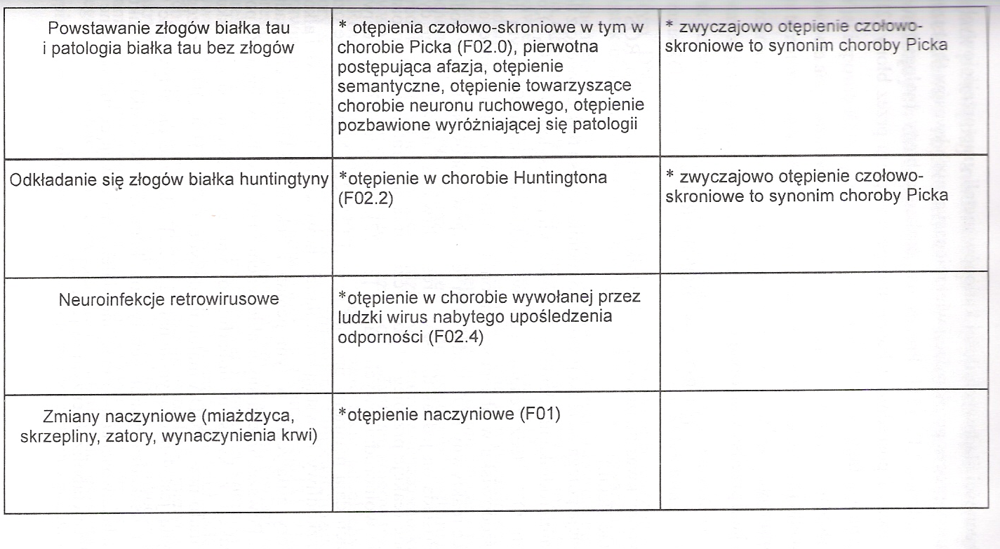 Powstawanie złogów białka tau
i patologia białka tau bez złogów
* otępienia czołowo-skroniowe w tym w
chorobie Picka (F02.0), pierwotna
postępująca afazja, otępienie
semantyczne, otępienie towarzyszące
chorobie neuronu ruchowego, otępienie
pozbawione wyróżniającej się patologii
* zwyczajowo otępienie czołowo-
skroniowe to synonim choroby Picka
Odkładanie się złogów białka huntingtyny
*otępienie w chorobie Huntingtona
(F02.2)
* zwyczajowo otępienie czołowo-
skroniowe to synonim choroby Picka
Neuroinfekcje retrowirusowe
*otępienie w chorobie wywołanej przez
ludzki wirus nabytego upośledzenia
odporności (F02.4)
Zmiany naczyniowe (miażdzyca,
skrzepliny, zatory, wynaczynienia krwi)
*otępienie naczyniowe (F01)